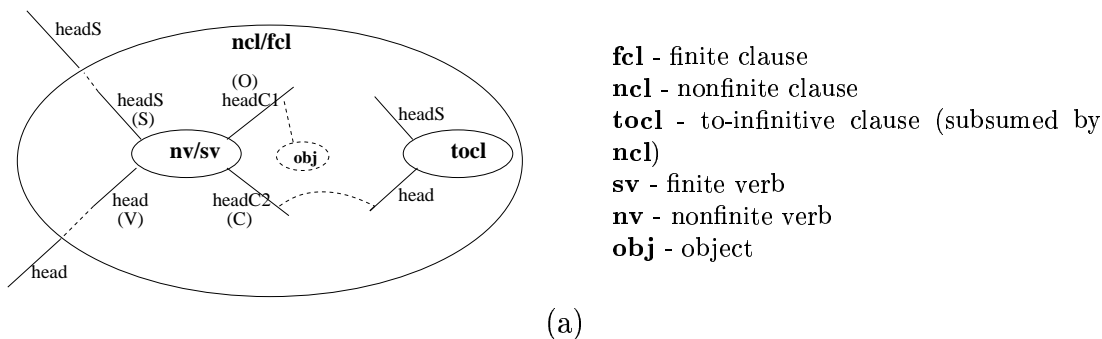 headS
ncl/fcl
(O)
headS
headC1
(S)
headS
nv/sv
obj
tocl
head
headC2
head
(V)
(C)
head
fcl - finite clause
ncl - nonfinite clause
tocl - to-infinitive clause (subsumed by
ncl)
sv - finite verb
nv - nonfinite verb
obj - object
(a)